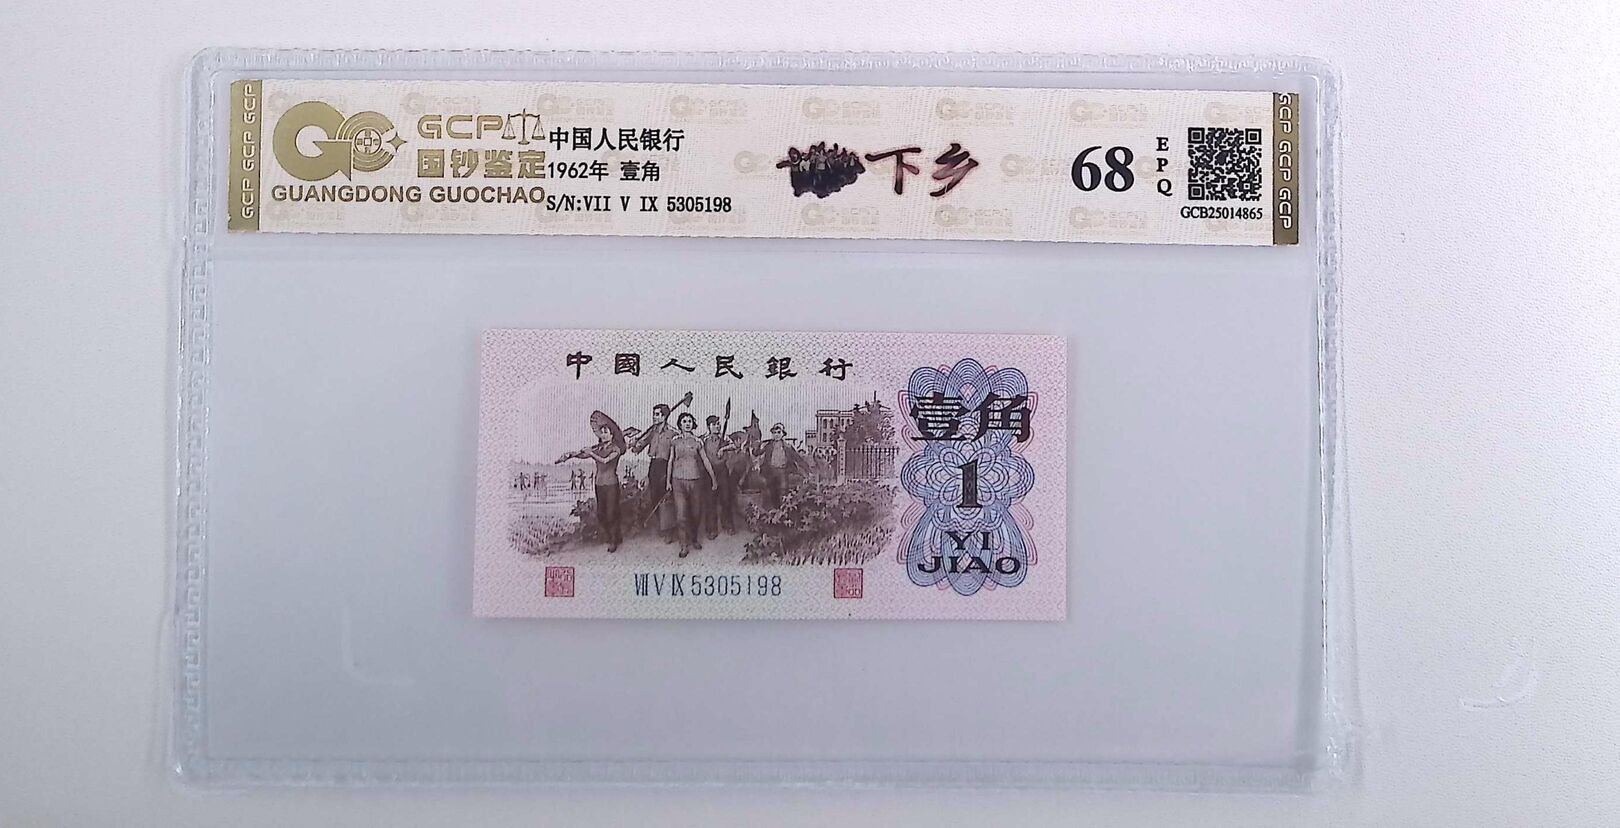 GCP GCP GCP
GCP
国钞鉴定
GUANGDONG GUOCHAO
中国人民银行
1962年 壹角
S/N:VII V IX 5305198
下乡
68
EPQ
GCB25014865
GCP GCP GCP
中國人民銀行
壹角
1
YI
JIAO
Ⅶ Ⅴ Ⅸ 5305198